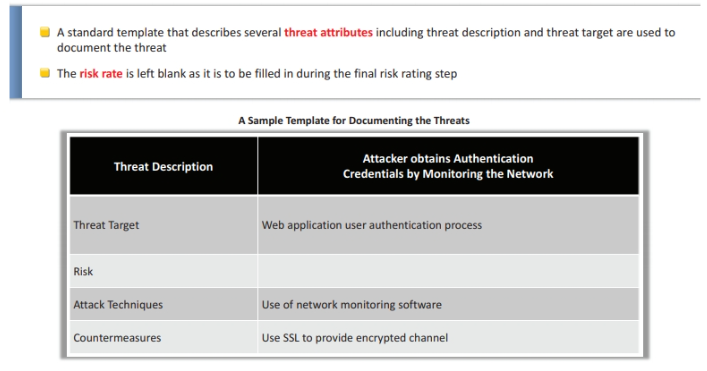 A standard template that describes several threat attributes including threat description and threat target are used to
document the threat
The risk rate is left blank as it is to be filled in during the final risk rating step
A Sample Template for Documenting the Threats
Threat Description
Attacker obtains Authentication
Credentials by Monitoring the Network
Threat Target
Web application user authentication process
Risk
Attack Techniques
Use of network monitoring software
Countermeasures
Use SSL to provide encrypted channel